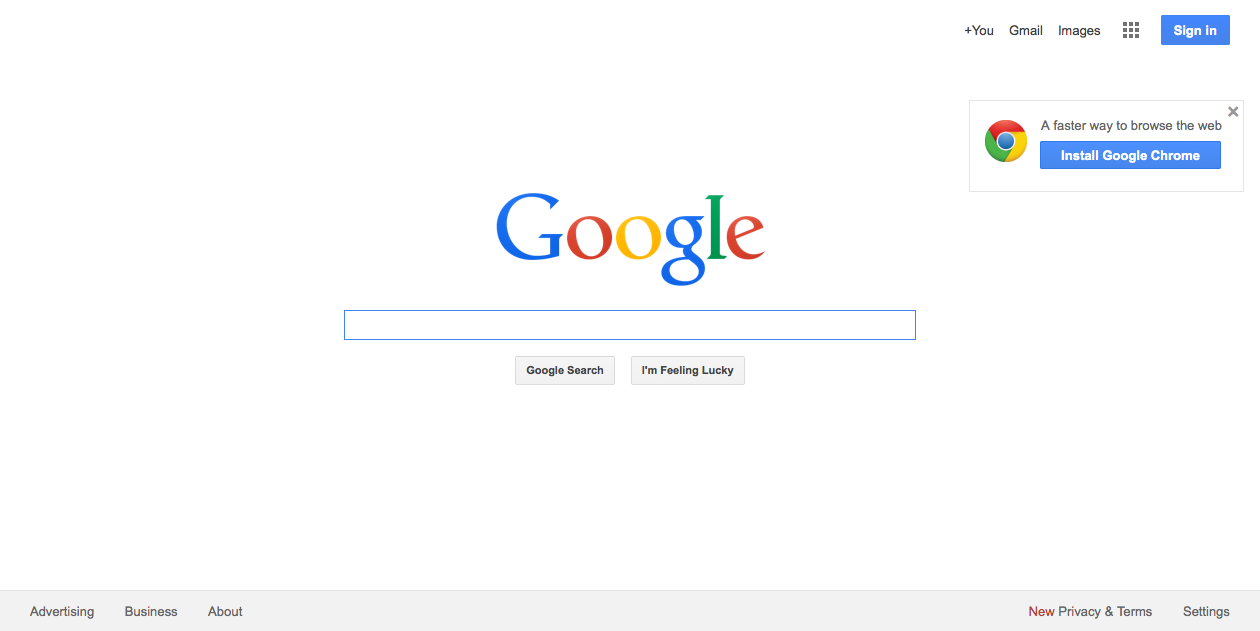 +You Gmail Images Sign in
A faster way to browse the web
Install Google Chrome
Google
Google Search I'm Feeling Lucky
Advertising Business About New Privacy & Terms Settings